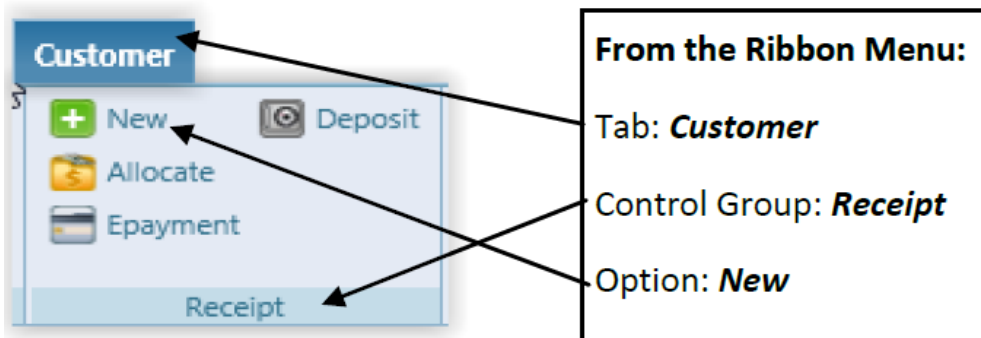 Customer
New
Deposit
Allocate
Epayment
Receipt
From the Ribbon Menu:
Tab: Customer
Control Group: Receipt
Option: New